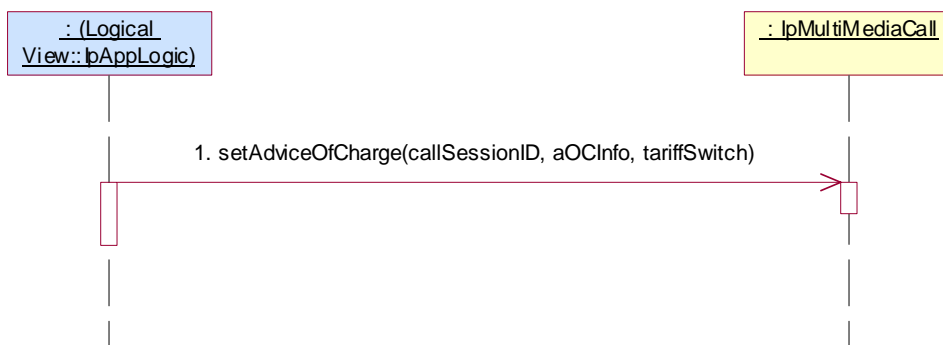 : (Logical
View::IpAppLogic)
: IpMultiMediaCall
1. setAdviceOfCharge(callSessionID, aOCInfo, tariffSwitch)